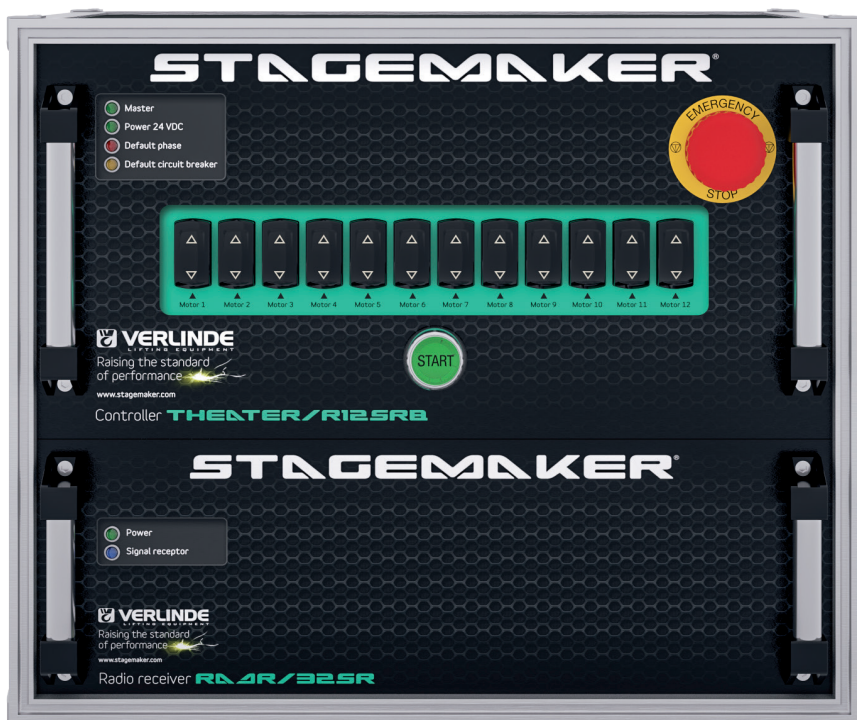 STAGEMAKER®
Master
Power 24 VDC
Default phase
Default circuit breaker
EMERGENCY
STOP
Motor 1 Motor 2 Motor 3 Motor 4 Motor 5 Motor 6 Motor 7 Motor 8 Motor 9 Motor 10 Motor 11 Motor 12
START
VERLINDE
LIFTING EQUIPMENT
Raising the standard
of performance
www.stagemaker.com
Controller THEATER/R12SRB
STAGEMAKER®
Power
Signal receptor
VERLINDE
LIFTING EQUIPMENT
Raising the standard
of performance
www.stagemaker.com
Radio receiver RA4R/32SR